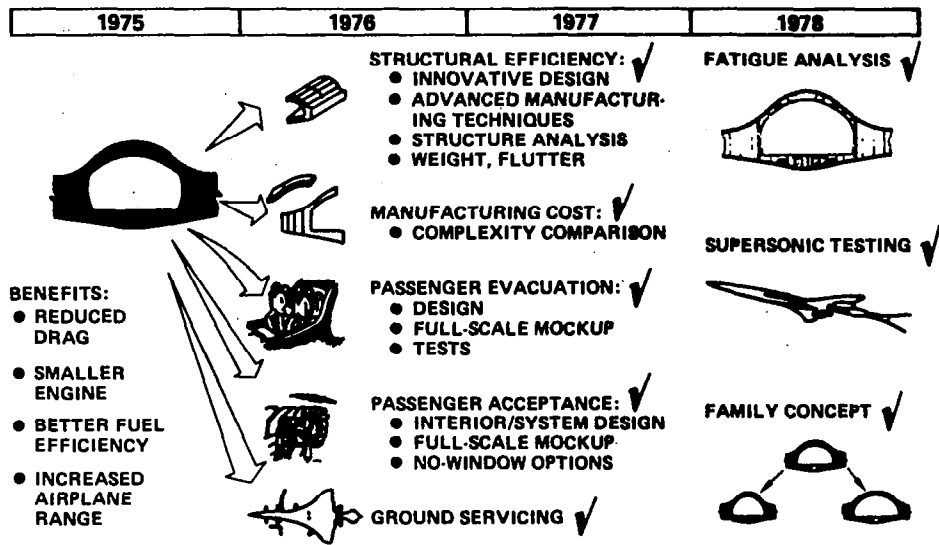 1975 1976 1977 1978
BENEFITS:
● REDUCED
DRAG
● SMALLER
ENGINE
● BETTER FUEL
EFFICIENCY
● INCREASED
AIRPLANE
RANGE
STRUCTURAL EFFICIENCY: ✓
● INNOVATIVE DESIGN
● ADVANCED MANUFACTUR-
ING TECHNIQUES
● STRUCTURE ANALYSIS
● WEIGHT, FLUTTER
MANUFACTURING COST: ✓
● COMPLEXITY COMPARISON
PASSENGER EVACUATION: ✓
● DESIGN
● FULL-SCALE MOCKUP
● TESTS
PASSENGER ACCEPTANCE: ✓
● INTERIOR/SYSTEM DESIGN
● FULL-SCALE MOCKUP
● NO-WINDOW OPTIONS
GROUND SERVICING ✓
FATIGUE ANALYSIS ✓
SUPERSONIC TESTING ✓
FAMILY CONCEPT ✓